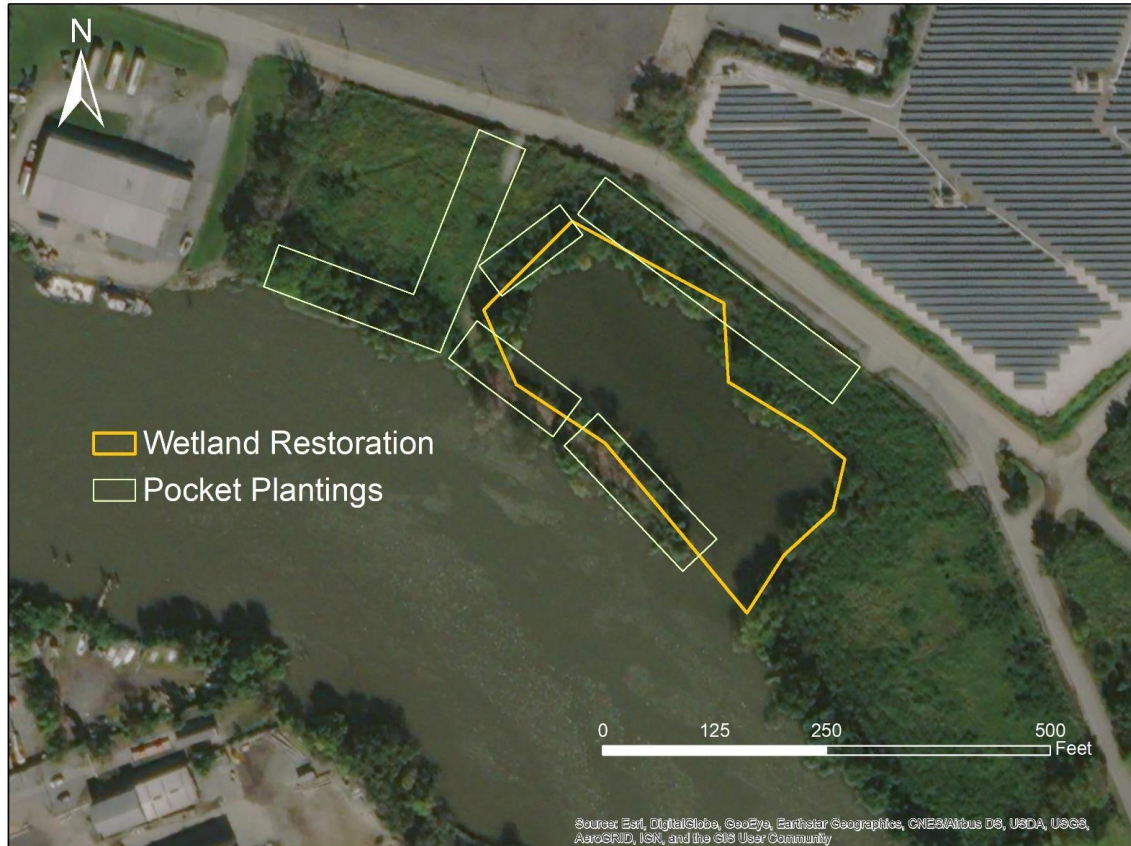 N
Wetland Restoration
Pocket Plantings
0 125 250 500
Feet
Source: Esri, DigitalGlobe, GeoEye, Earthstar Geographics, CNES/Airbus DS, USDA, USGS,
AeroGRID, IGN, and the GIS User Community